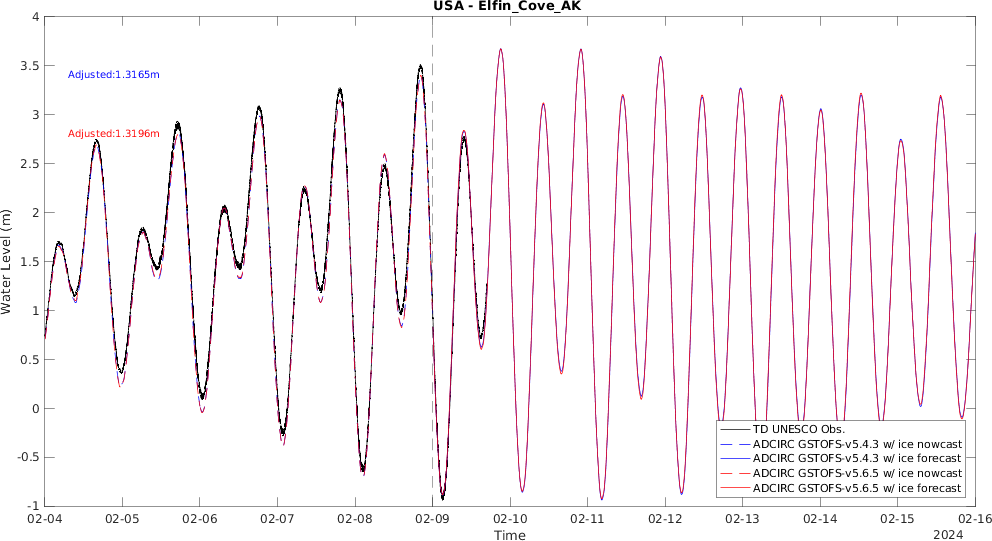 USA - Elfin_Cove_AK
4
3.5
3
2.5
2
1.5
1
0.5
0
-0.5
-1
Water Level (m)
Adjusted:1.3165m
Adjusted:1.3196m
TD UNESCO Obs.
ADCIRC GSTOFS-v5.4.3 w/ ice nowcast
ADCIRC GSTOFS-v5.4.3 w/ ice forecast
ADCIRC GSTOFS-v5.6.5 w/ ice nowcast
ADCIRC GSTOFS-v5.6.5 w/ ice forecast
02-04 02-05 02-06 02-07 02-08 02-09 02-10 02-11 02-12 02-13 02-14 02-15 02-16
Time
2024